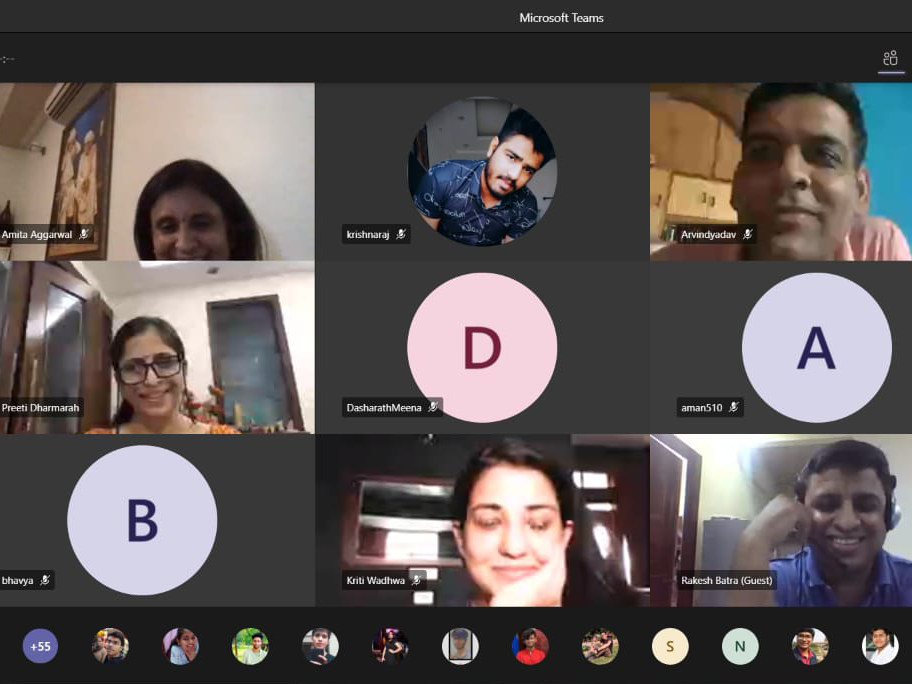 Microsoft Teams
--:--
Amita Aggarwal
krishnaraj
Arvindyadav
Preeti Dharmarah
D
DasharathMeena
A
aman510
B
bhavya
Kriti Wadhwa
Rakesh Batra (Guest)
+55
S
N